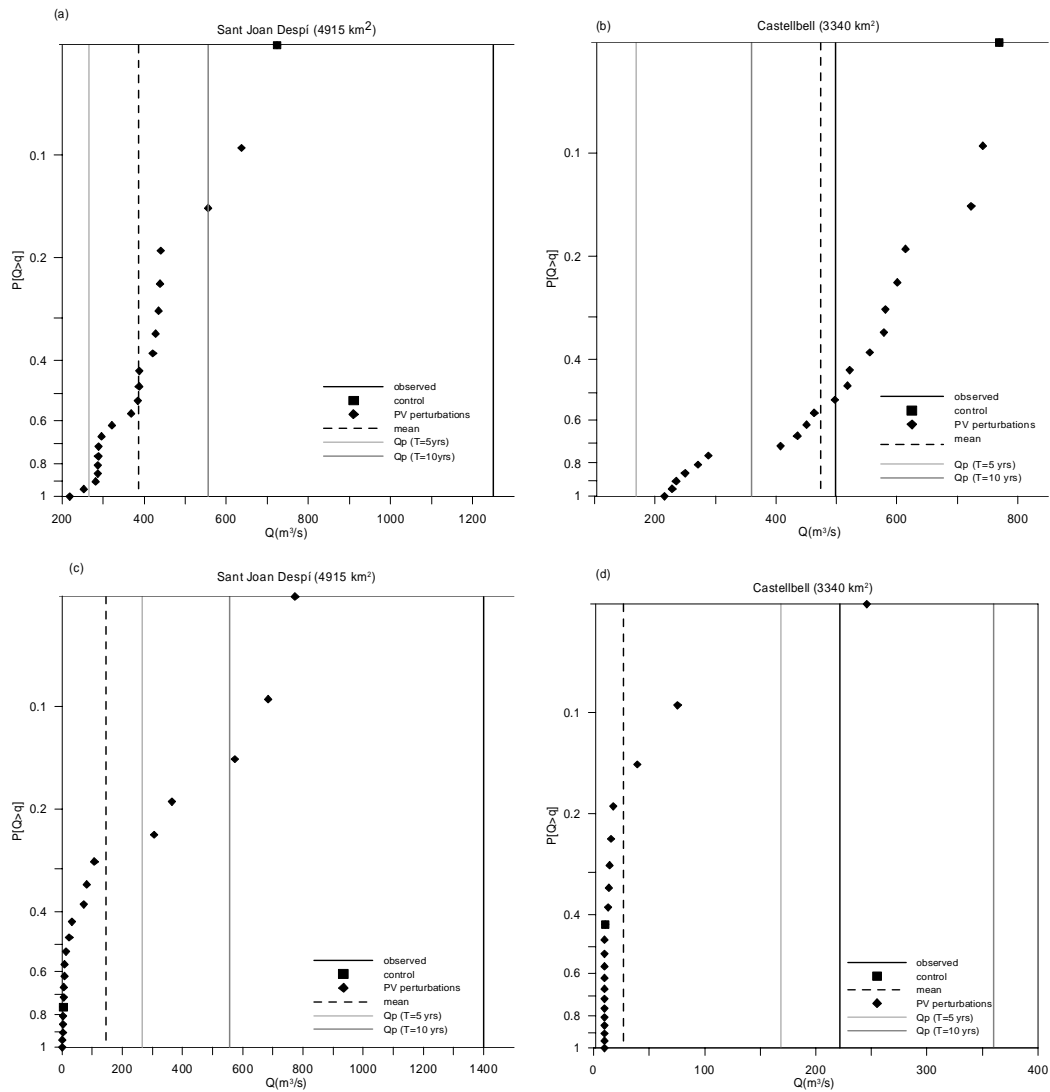 (a)
Sant Joan Despí (4915 km2)
P[Q>q]
0.1
0.2
0.4
0.6
0.8
1
200 400 600 800 1000 1200
Q(m³/s)
observed
control
PV perturbations
mean
Qp (T=5yrs)
Qp (T=10yrs)
(b)
Castellbell (3340 km²)
P[Q>q]
0.1
0.2
0.4
0.6
0.8
1
200 400 600 800
Q(m³/s)
observed
control
PV perturbations
mean
Qp (T=5 yrs)
Qp (T=10 yrs)
(c)
Sant Joan Despí (4915 km²)
P[Q>q]
0.1
0.2
0.4
0.6
0.8
1
0 200 400 600 800 1000 1200 1400
Q(m³/s)
observed
control
PV perturbations
mean
Qp (T=5 yrs)
Qp (T=10 yrs)
(d)
Castellbell (3340 km²)
P[Q>q]
0.1
0.2
0.4
0.6
0.8
1
0 100 200 300 400
Q(m³/s)
observed
control
mean
PV perturbations
Qp (T=5 yrs)
Qp (T=10 yrs)